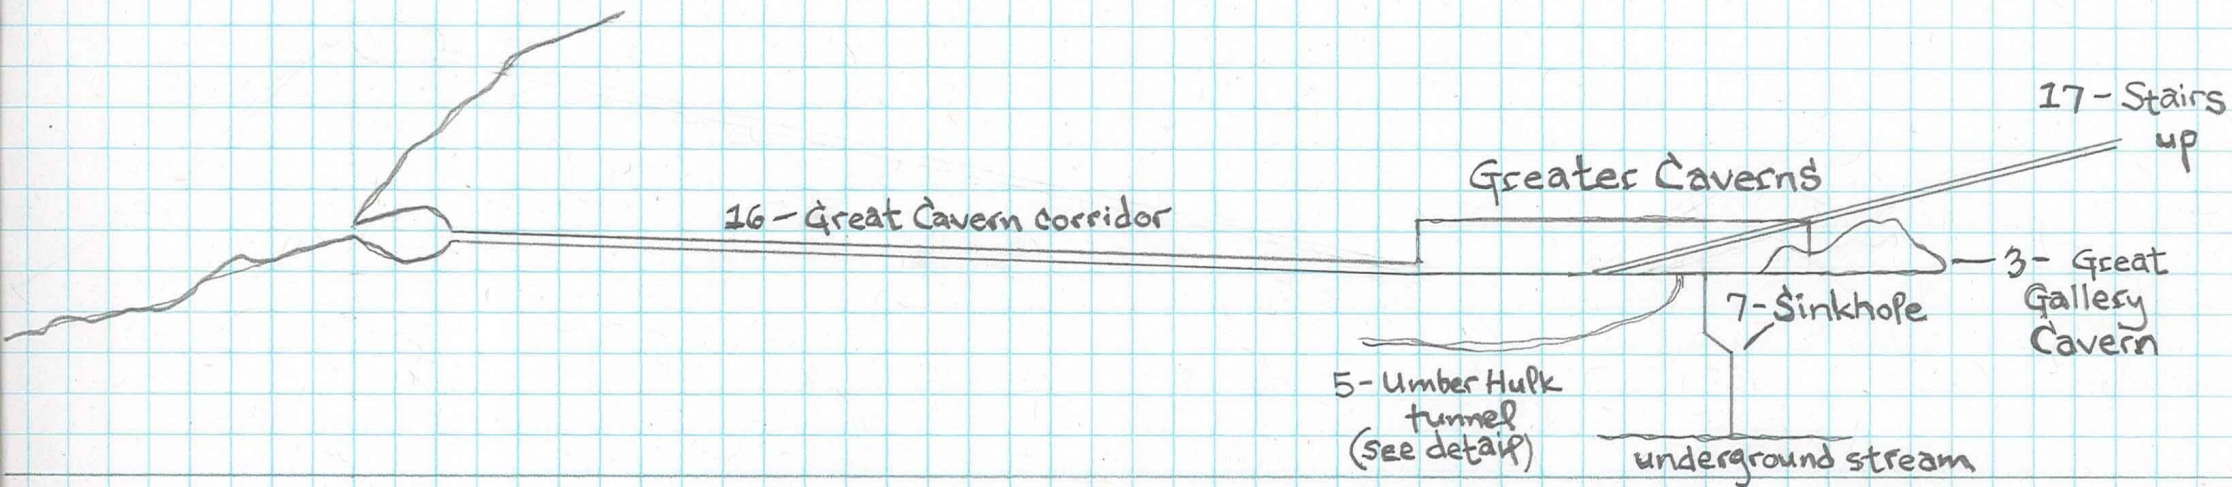 17 - Stairs
up
Greater Caverns
16 - Great Cavern corridor
3 - Great
Gallery
Cavern
7 - Sinkhole
5 - Umber Hulk
tunnel
(see detail)
underground stream